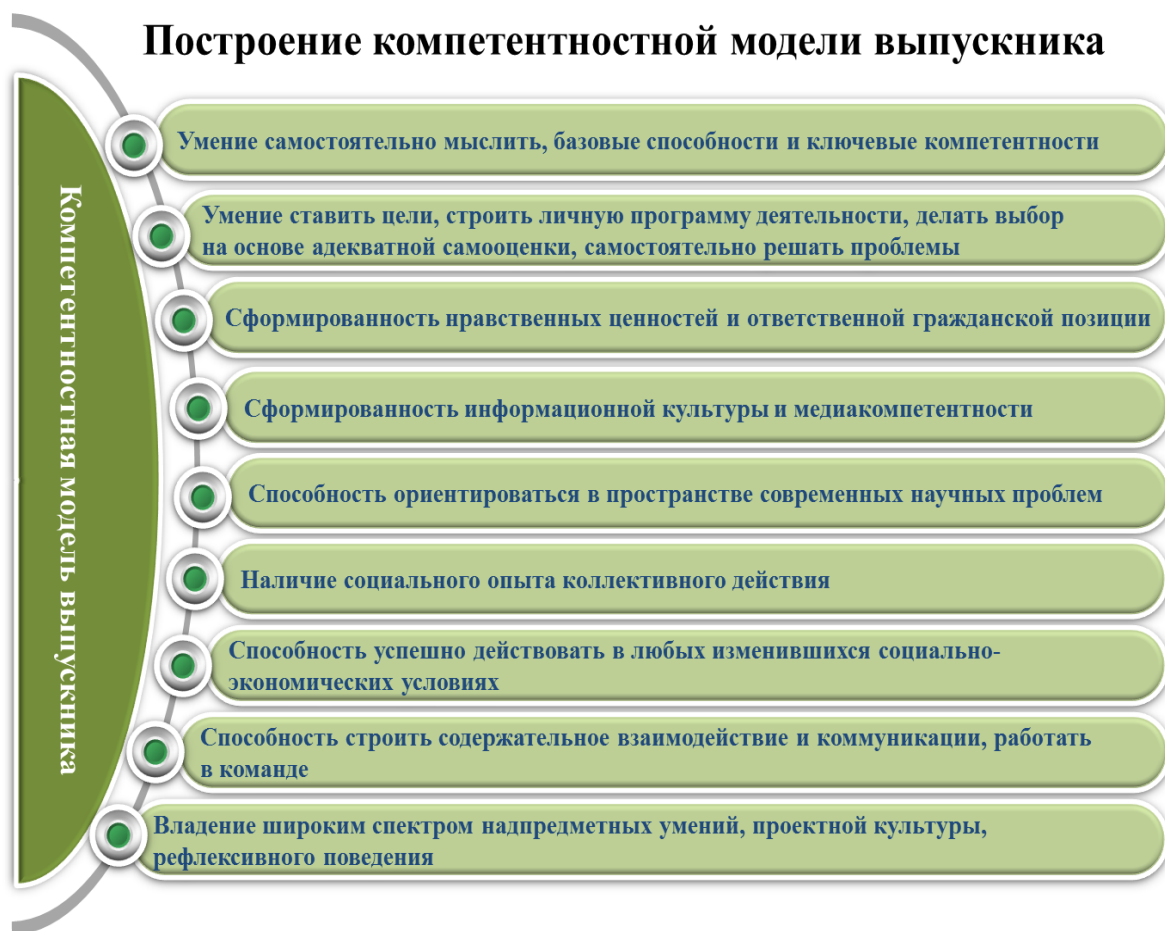 Построение компетентностной модели выпускника
Компетентностная модель выпускника
Умение самостоятельно мыслить, базовые способности и ключевые компетентности
Умение ставить цели, строить личную программу деятельности, делать выбор
на основе адекватной самооценки, самостоятельно решать проблемы
Сформированность нравственных ценностей и ответственной гражданской позиции
Сформированность информационной культуры и медиакомпетентности
Способность ориентироваться в пространстве современных научных проблем
Наличие социального опыта коллективного действия
Способность успешно действовать в любых изменившихся социально-
экономических условиях
Способность строить содержательное взаимодействие и коммуникации, работать
в команде
Владение широким спектром надпредметных умений, проектной культуры,
рефлексивного поведения